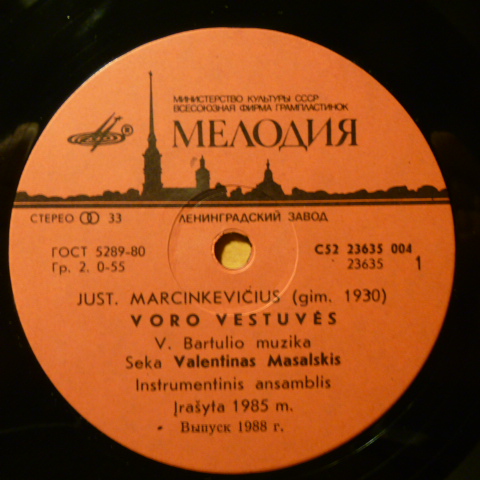 МИНИСТЕРСТВО КУЛЬТУРЫ СССР
ВСЕСОЮЗНАЯ ФИРМА ГРАМПЛАСТИНОК
МЕЛОДИЯ
СТЕРЕО 33 ЛЕНИНГРАДСКИЙ ЗАВОД
ГОСТ 5289-80 C52 23635 004
Гр. 2. 0-55 23635 1
JUST. MARCINKEVIČIUS (gim. 1930)
VORO VESTUVĖS
V. Bartulio muzika
Seka Valentinas Masalskis
Instrumentinis ansamblis
Įrašyta 1985 m.
Выпуск 1988 г.